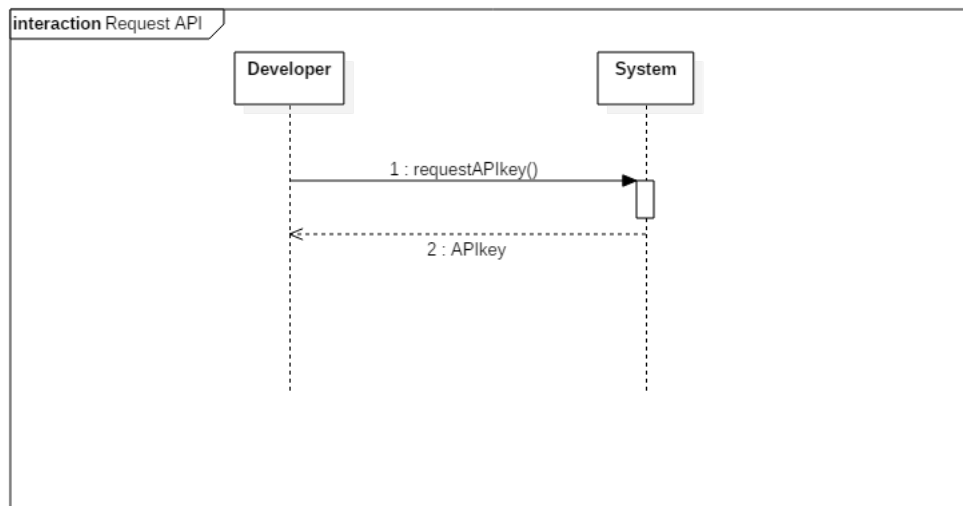 interaction Request API
Developer
System
1 : requestAPIkey()
2 : APIkey